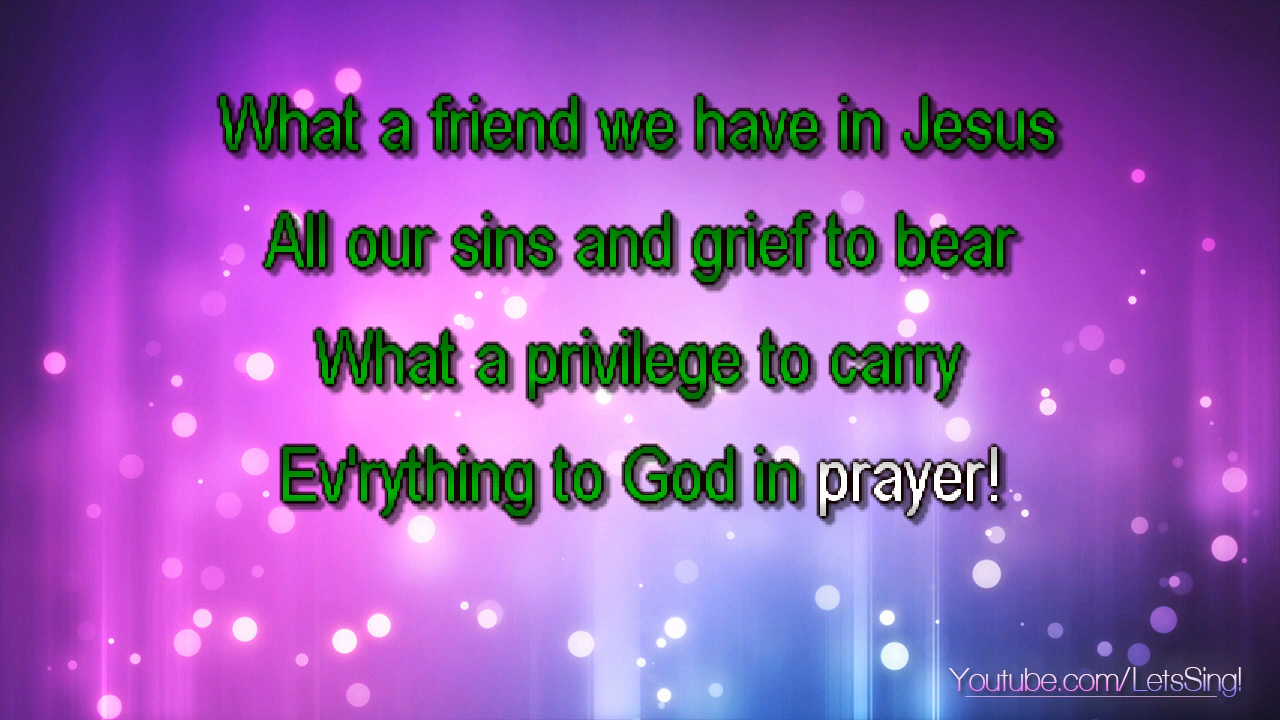 What a friend we have in Jesus
All our sins and grief to bear
What a privilege to carry
Ev'rything to God in prayer!
Youtube.com/LetsSing!